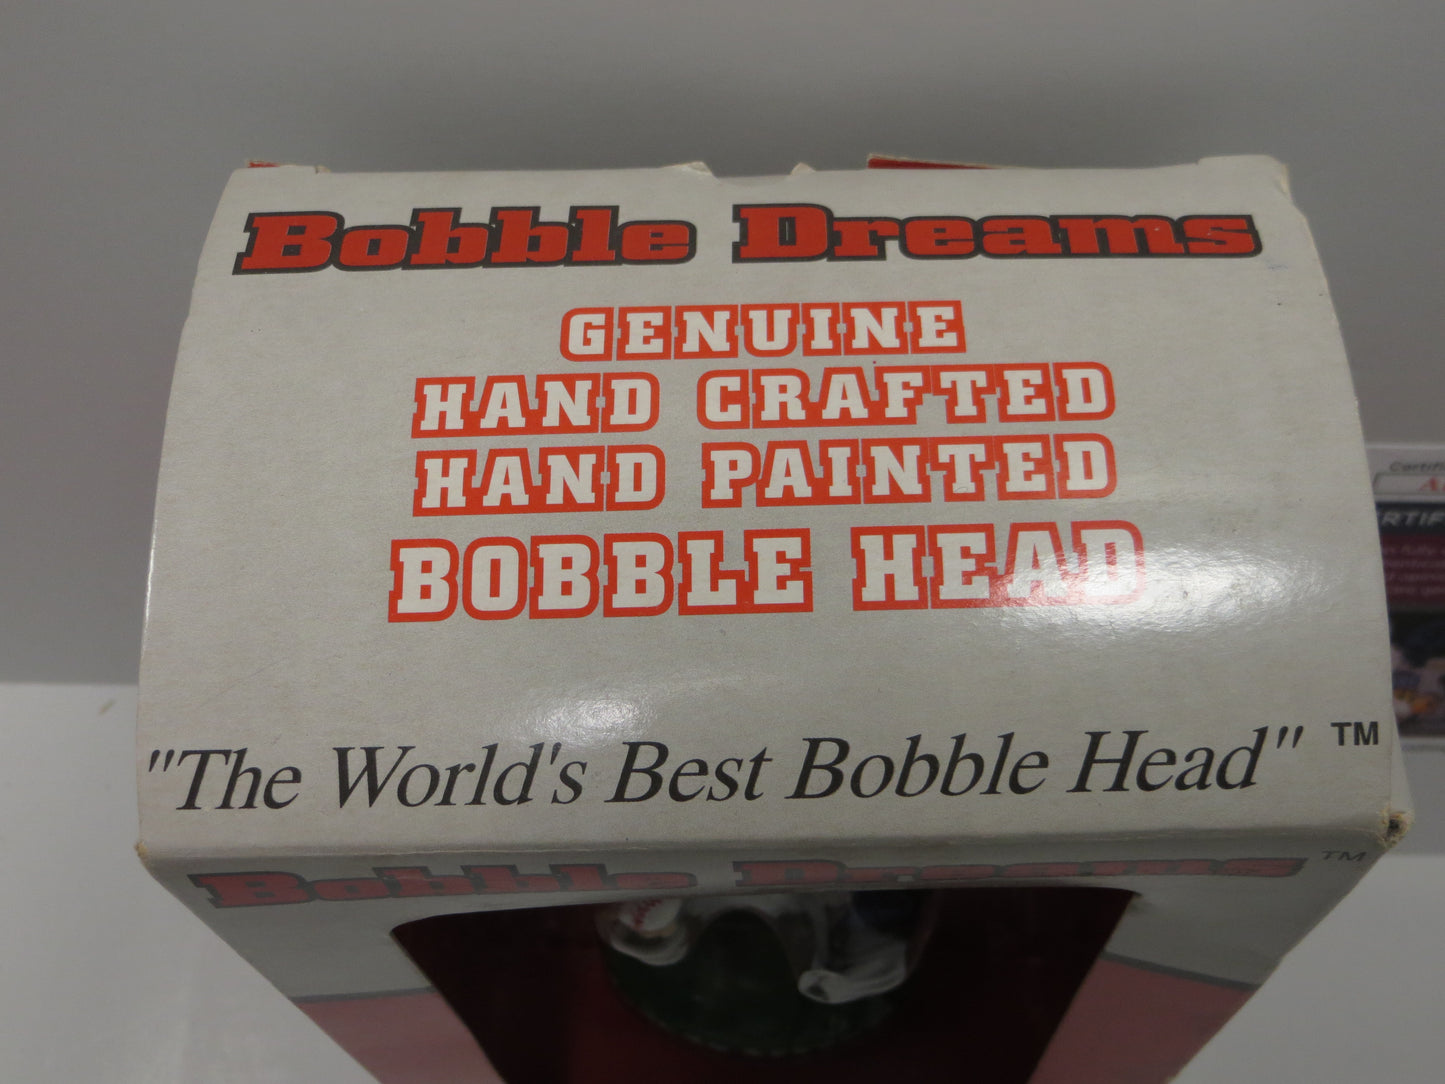 Bobble Dreams
GENUINE
HAND CRAFTED
HAND PAINTED
BOBBLE HEAD
"The World's Best Bobble Head" TM
Bobble Dreams TM